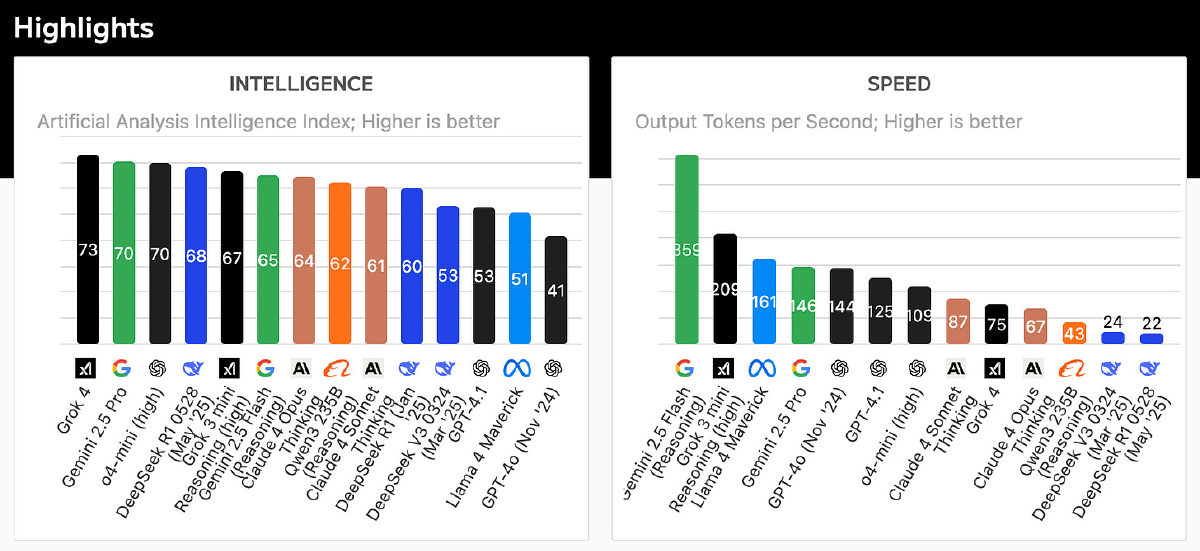 Highlights
INTELLIGENCE
Artificial Analysis Intelligence Index; Higher is better
73
70
70
68
67
65
64
62
61
60
53
53
51
41
Grok 4
Gemini 2.5 Pro
o4-mini (high)
DeepSeek R1 0528
(May '25)
Grok 3 mini
Reasoning (high)
Gemini 2.5 Flash
(Reasoning)
Claude 4 Opus
Thinking
Qwen3 235B
(Reasoning)
Claude 4 Sonnet
Thinking
DeepSeek R1 (Jan
'25)
DeepSeek V3 0324
(Mar '25)
GPT-4.1
Llama 4 Maverick
GPT-4o (Nov '24)
SPEED
Output Tokens per Second; Higher is better
359
209
161
146
144
125
109
87
75
67
43
24
22
Gemini 2.5 Flash
(Reasoning)
Grok 3 mini
Reasoning (high)
Llama 4 Maverick
Gemini 2.5 Pro
GPT-4o (Nov '24)
GPT-4.1
o4-mini (high)
Claude 4 Sonnet
Thinking
Grok 4
Claude 4 Opus
Thinking
Qwen3 235B
(Reasoning)
DeepSeek V3 0324
(Mar '25)
DeepSeek R1 0528
(May '25)